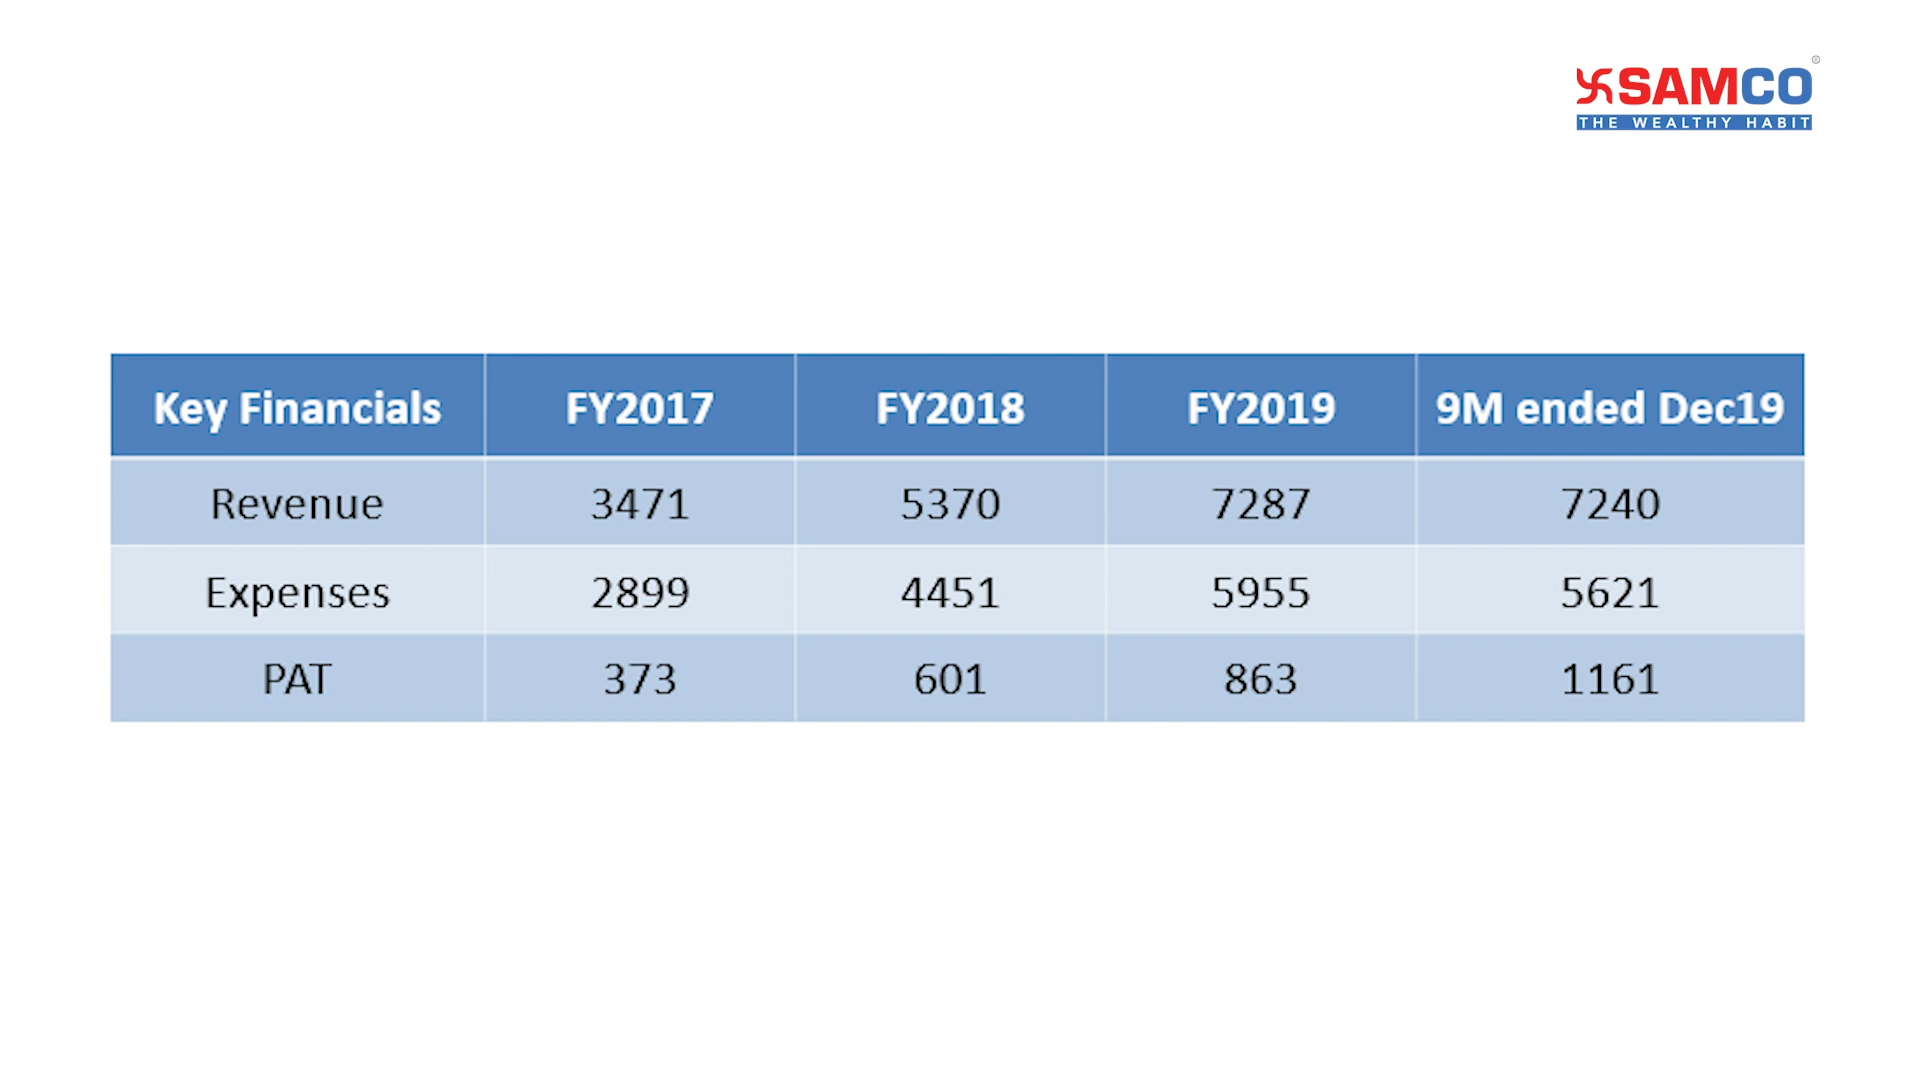 SAMCO®
THE WEALTHY HABIT
Key Financials FY2017 FY2018 FY2019 9M ended Dec19
Revenue 3471 5370 7287 7240
Expenses 2899 4451 5955 5621
PAT 373 601 863 1161